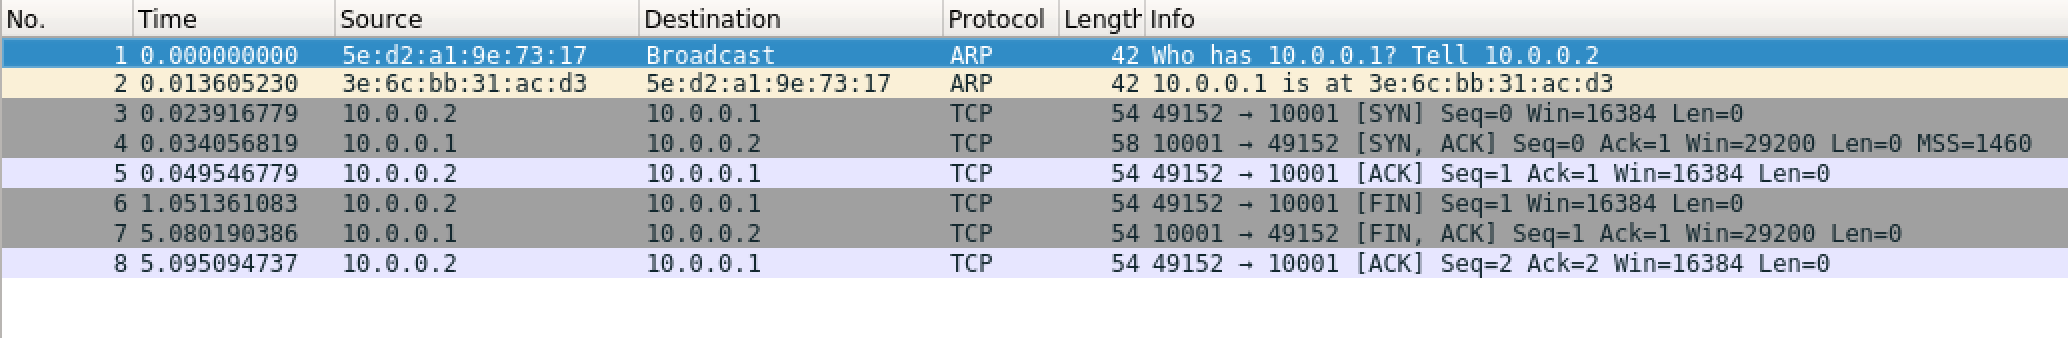 No. Time Source Destination Protocol Length Info
1 0.000000000 5e:d2:a1:9e:73:17 Broadcast ARP 42 Who has 10.0.0.1? Tell 10.0.0.2
2 0.013605230 3e:6c:bb:31:ac:d3 5e:d2:a1:9e:73:17 ARP 42 10.0.0.1 is at 3e:6c:bb:31:ac:d3
3 0.023916779 10.0.0.2 10.0.0.1 TCP 54 49152 → 10001 [SYN] Seq=0 Win=16384 Len=0
4 0.034056819 10.0.0.1 10.0.0.2 TCP 58 10001 → 49152 [SYN, ACK] Seq=0 Ack=1 Win=29200 Len=0 MSS=1460
5 0.049546779 10.0.0.2 10.0.0.1 TCP 54 49152 → 10001 [ACK] Seq=1 Ack=1 Win=16384 Len=0
6 1.051361083 10.0.0.2 10.0.0.1 TCP 54 49152 → 10001 [FIN] Seq=1 Win=16384 Len=0
7 5.080190386 10.0.0.1 10.0.0.2 TCP 54 10001 → 49152 [FIN, ACK] Seq=1 Ack=1 Win=29200 Len=0
8 5.095094737 10.0.0.2 10.0.0.1 TCP 54 49152 → 10001 [ACK] Seq=2 Ack=2 Win=16384 Len=0